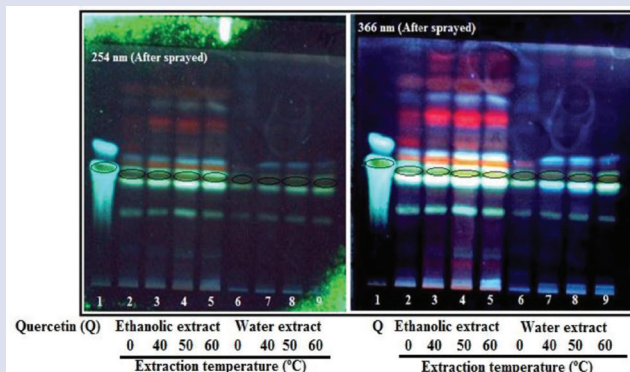 254 nm (After sprayed)
366 nm (After sprayed)
1 2 3 4 5 6 7 8 9
1 2 3 4 5 6 7 8 9
Quercetin (Q) Ethanolic extract Water extract
Q Ethanolic extract Water extract
0 40 50 60 0 40 50 60
0 40 50 60 0 40 50 60
Extraction temperature (°C)
Extraction temperature (°C)